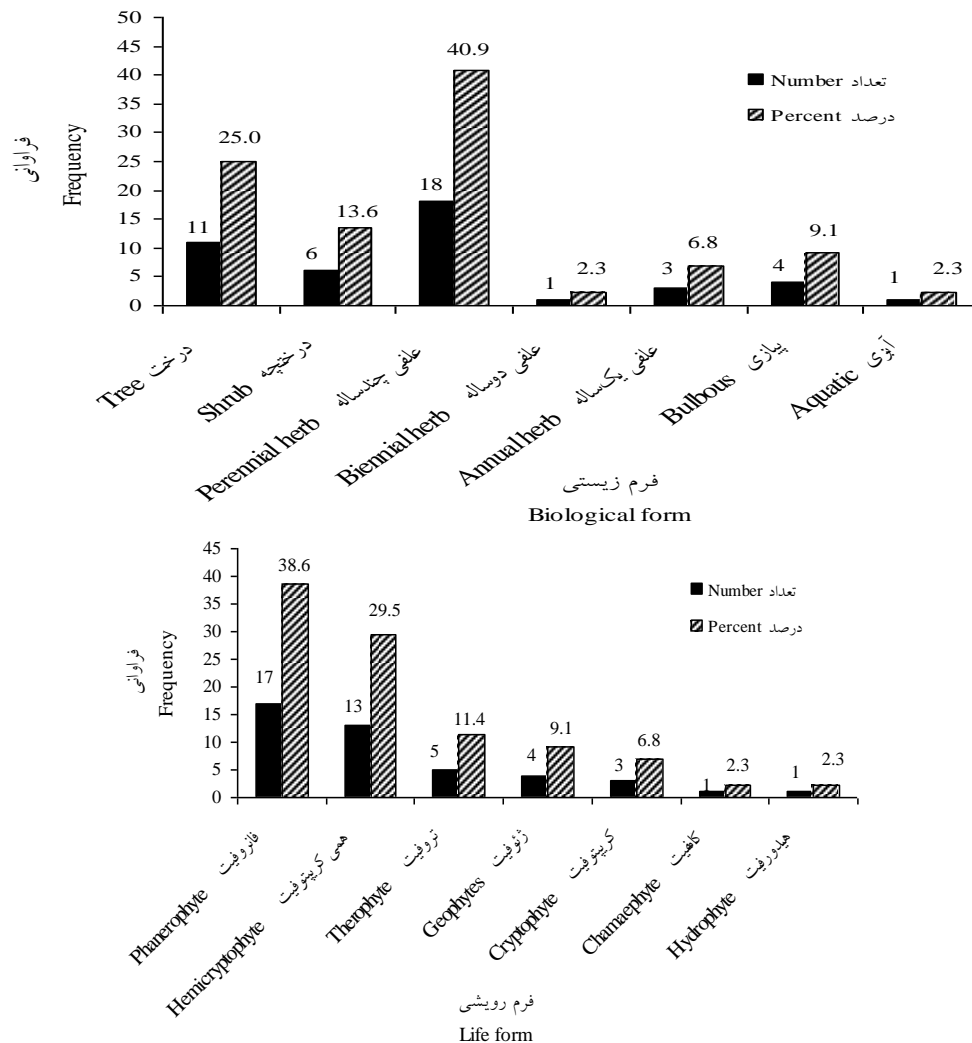 50
45
40
35
30
25
20
15
10
5
0
فراوانی
Frequency
Number تعداد
Percent درصد
11
25.0
6
13.6
18
40.9
1
2.3
3
6.8
4
9.1
1
2.3
Tree درخت
Shrub درختچه
Perennial herb علفی چندساله
Biennial herb علفی دوساله
Annual herb علفی یک‌ساله
Bulbous پیازی
Aquatic آبزی
فرم زیستی
Biological form
45
40
35
30
25
20
15
10
5
0
فراوانی
Frequency
Number تعداد
Percent درصد
17
38.6
13
29.5
5
11.4
4
9.1
3
6.8
1
2.3
1
2.3
Phanerophyte فانروفیت
Hemicryptophyte همی کریپتوفیت
Therophyte تروفیت
Geophytes ژئوفیت
Cryptophyte کریپتوفیت
Chamaephyte
Hydrophyte هیدورفیت
فرم رویشی
Life form